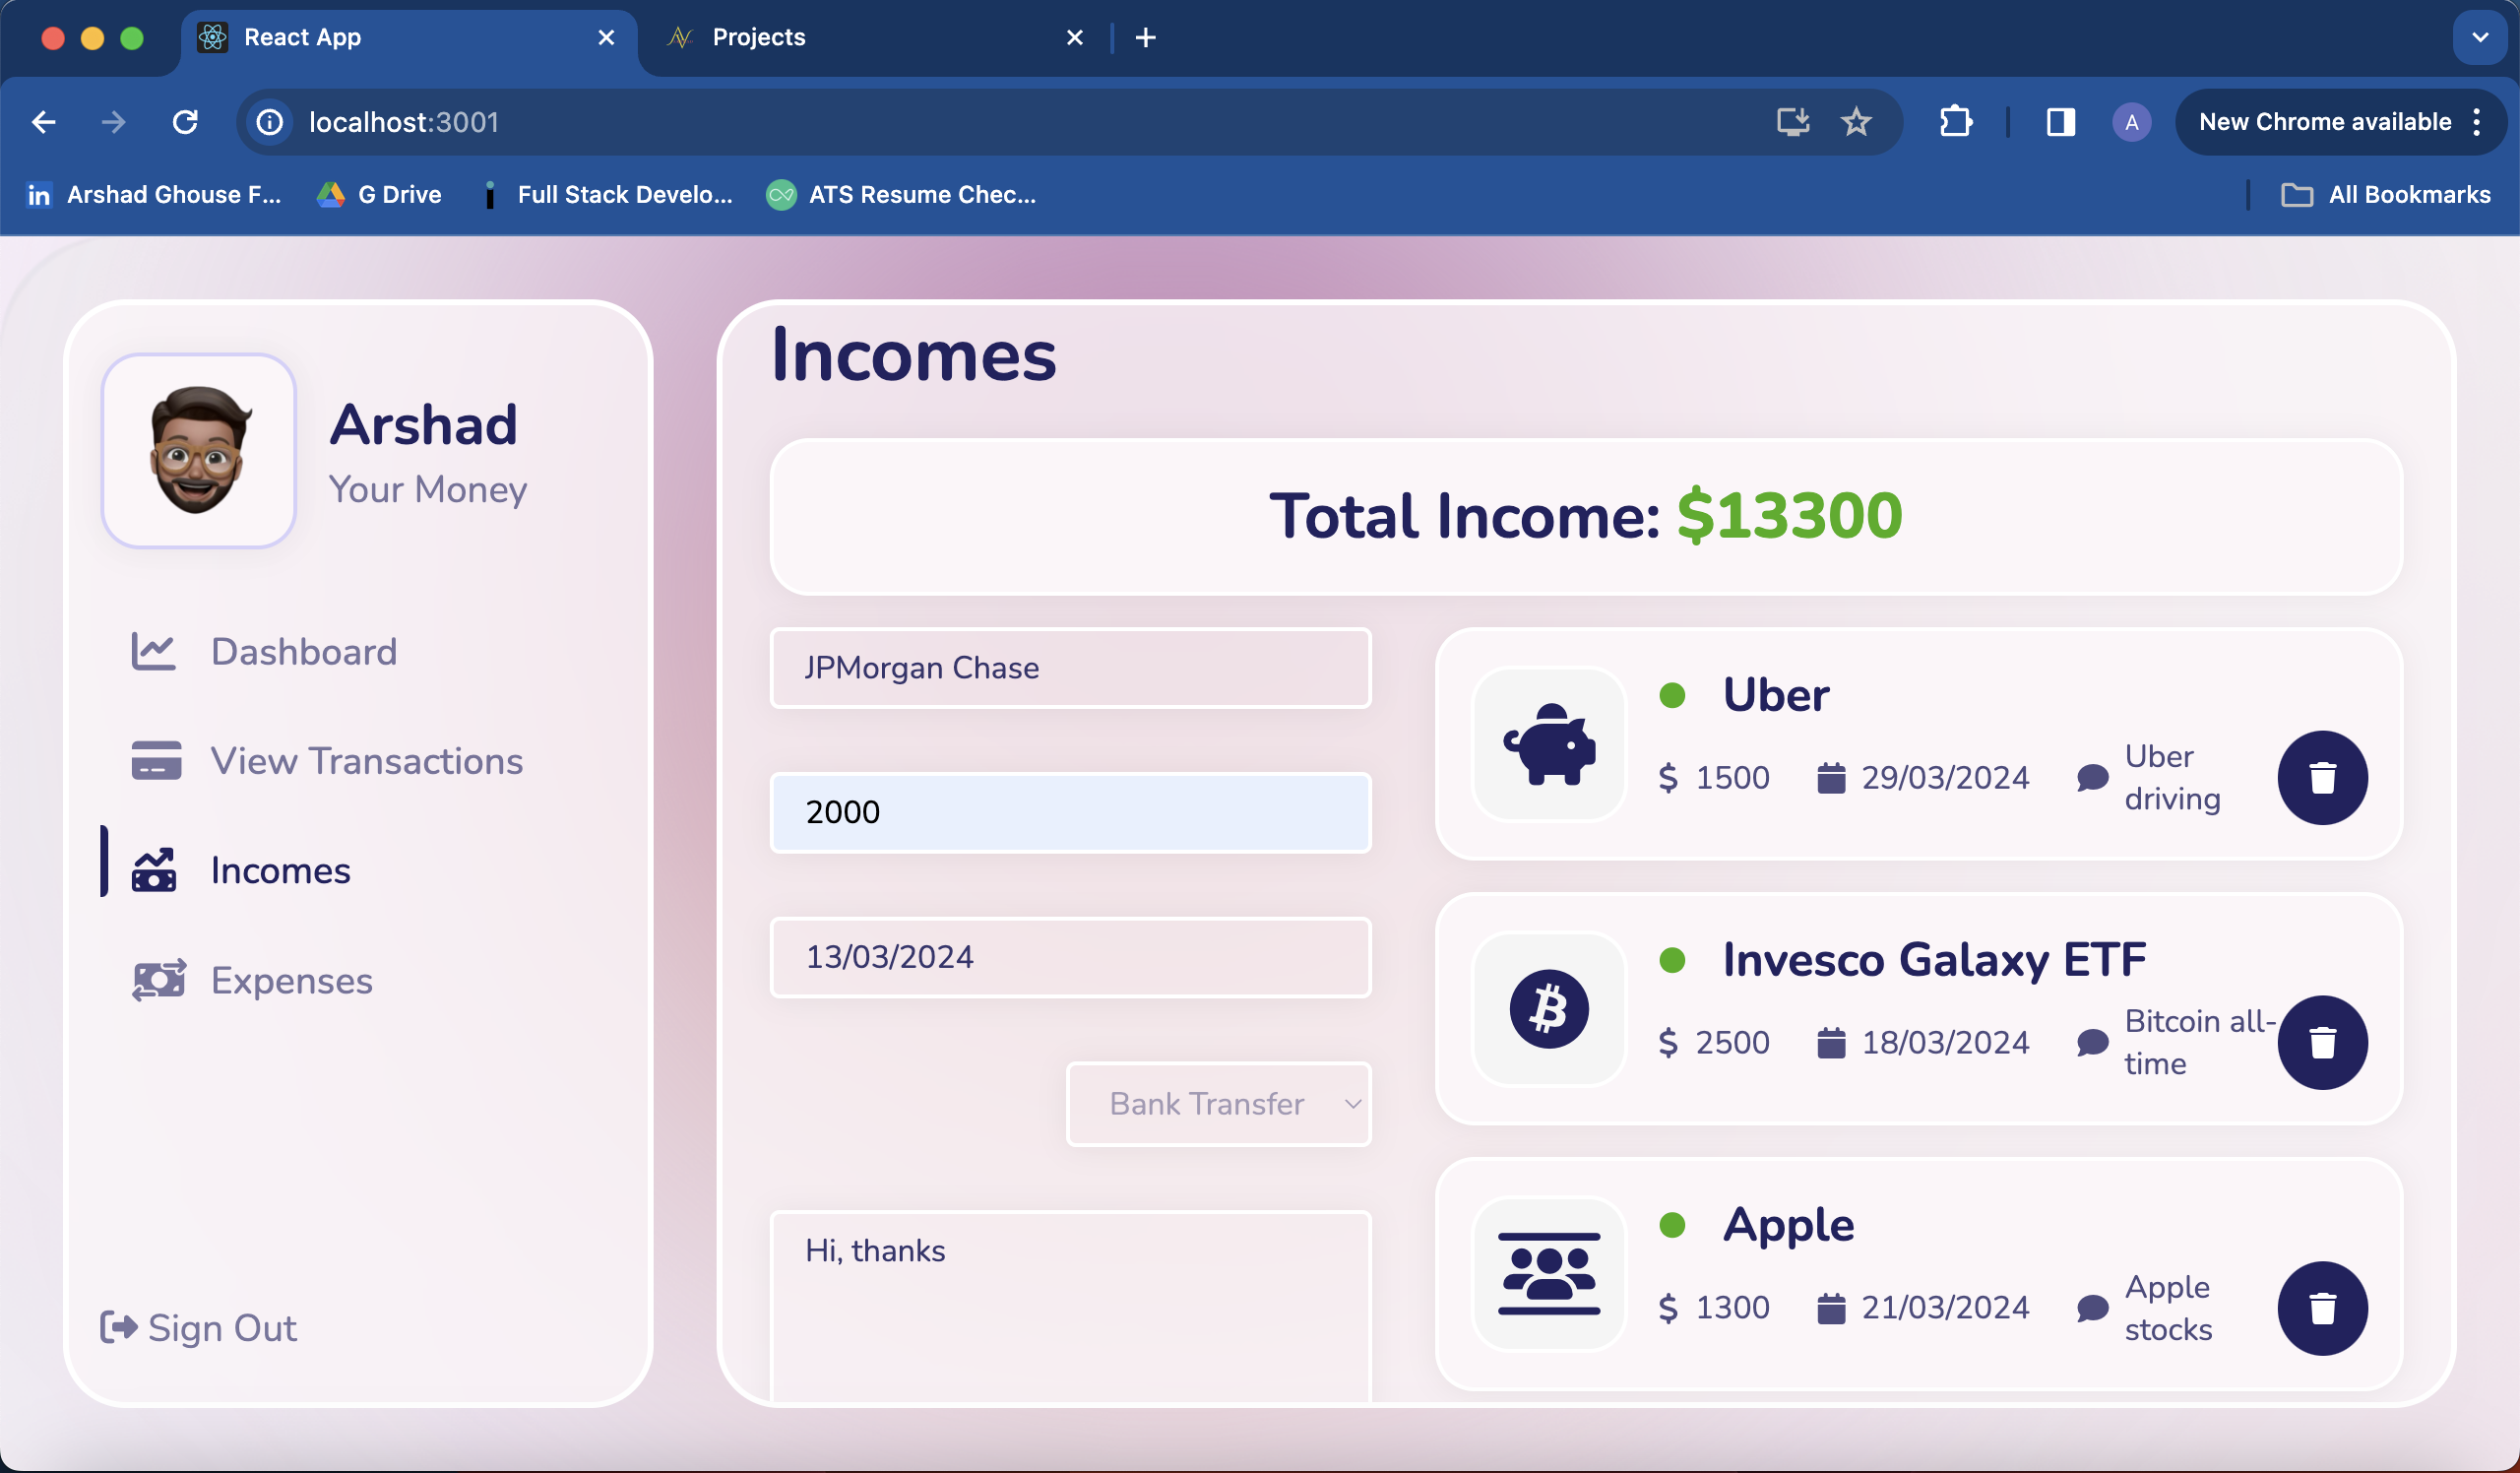 React App
Projects
localhost:3001
A
New Chrome available
in
Arshad Ghouse F...
G Drive
Full Stack Develo...
ATS Resume Chec...
All Bookmarks
Arshad
Your Money
Dashboard
View Transactions
Incomes
Expenses
Sign Out
Incomes
Total Income: $13300
JPMorgan Chase
2000
13/03/2024
Bank Transfer
Hi, thanks
Uber
$ 1500 29/03/2024 Uber
driving
Invesco Galaxy ETF
$ 2500 18/03/2024 Bitcoin all-
time
Apple
$ 1300 21/03/2024 Apple
stocks